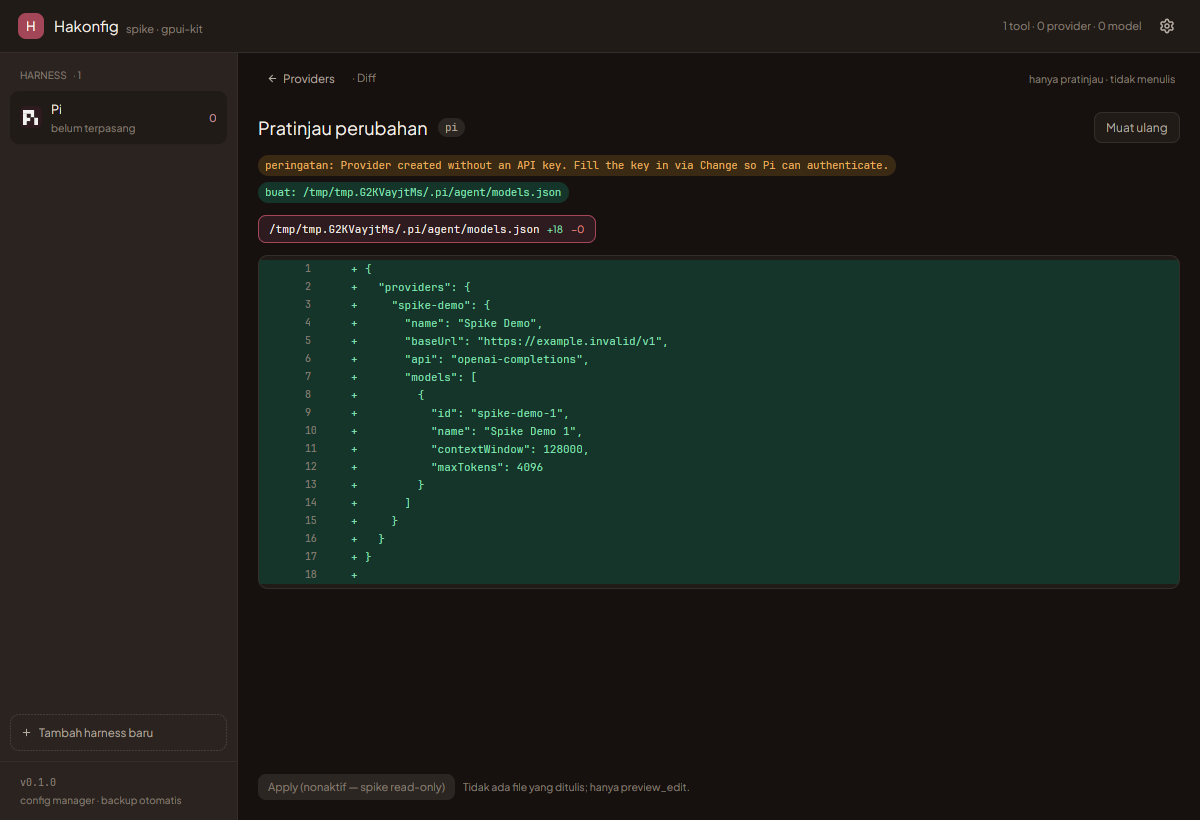 H Hakonfig spike · gpui-kit 1 tool · 0 provider · 0 model
HARNESS · 1
Pi
belum terpasang
0
+ Tambah harness baru
v0.1.0
config manager · backup otomatis
← Providers · Diff hanya pratinjau · tidak menulis
Pratinjau perubahan pi Muat ulang
peringatan: Provider created without an API key. Fill the key in via Change so Pi can authenticate.
buat: /tmp/tmp.G2KVayjtMs/.pi/agent/models.json
/tmp/tmp.G2KVayjtMs/.pi/agent/models.json +18 −0
1 + {
2 + "providers": {
3 + "spike-demo": {
4 + "name": "Spike Demo",
5 + "baseUrl": "https://example.invalid/v1",
6 + "api": "openai-completions",
7 + "models": [
8 + {
9 + "id": "spike-demo-1",
10 + "name": "Spike Demo 1",
11 + "contextWindow": 128000,
12 + "maxTokens": 4096
13 + }
14 + ]
15 + }
16 + }
17 + }
18 +
Apply (nonaktif — spike read-only) Tidak ada file yang ditulis; hanya preview_edit.